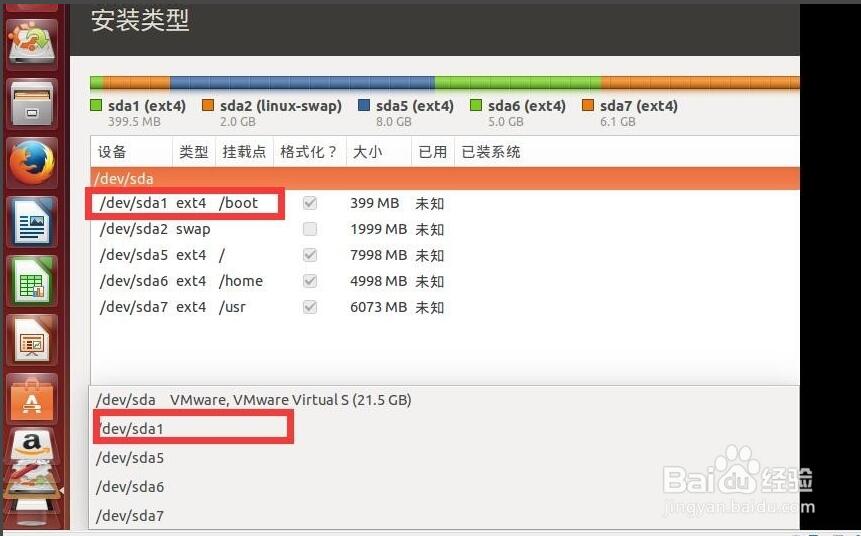 安装类型
sda1 (ext4) sda2 (linux-swap) sda5 (ext4) sda6 (ext4) sda7 (ext4)
399.5 MB 2.0 GB 8.0 GB 5.0 GB 6.1 GB
设备 类型 挂载点 格式化？ 大小 已用 已装系统
/dev/sda
/dev/sda1 ext4 /boot 399 MB 未知
/dev/sda2 swap 1999 MB 未知
/dev/sda5 ext4 / 7998 MB 未知
/dev/sda6 ext4 /home 4998 MB 未知
/dev/sda7 ext4 /usr 6073 MB 未知
/dev/sda VMware, VMware Virtual S (21.5 GB)
/dev/sda1
/dev/sda5
/dev/sda6
/dev/sda7
Baidu 经验
jingyan.baidu.com